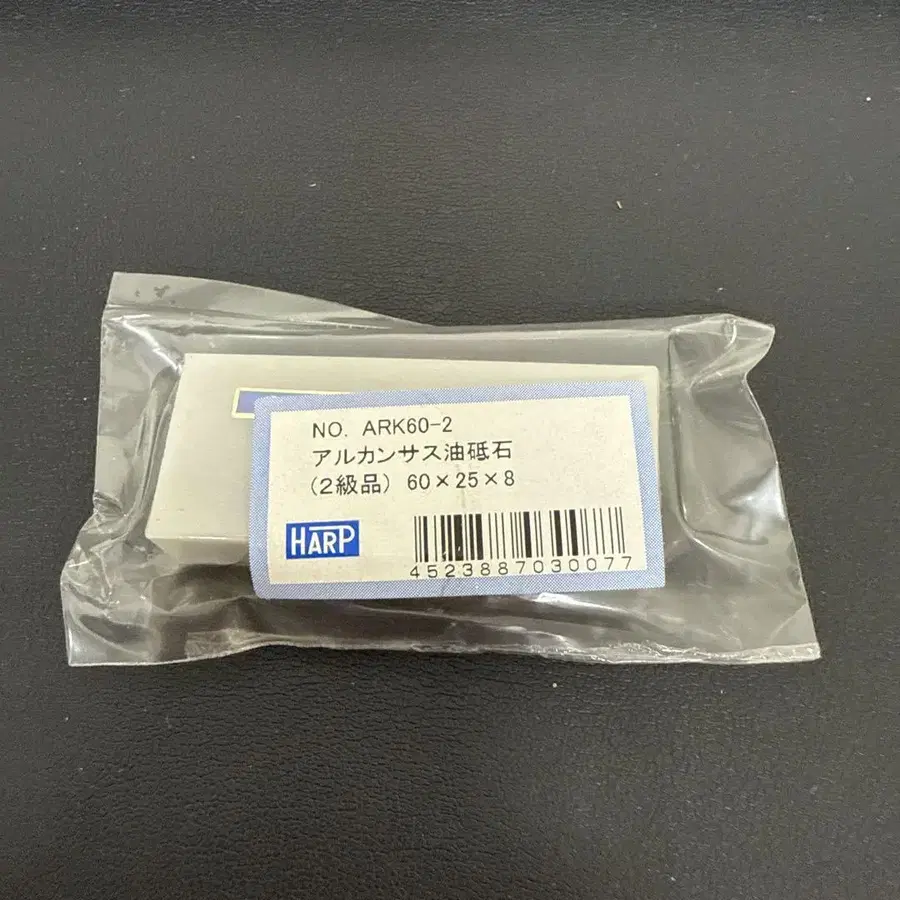 NO. ARK60-2
アルカンサス油砥石
(2級品) 60×25×8
HARP
4523887030077